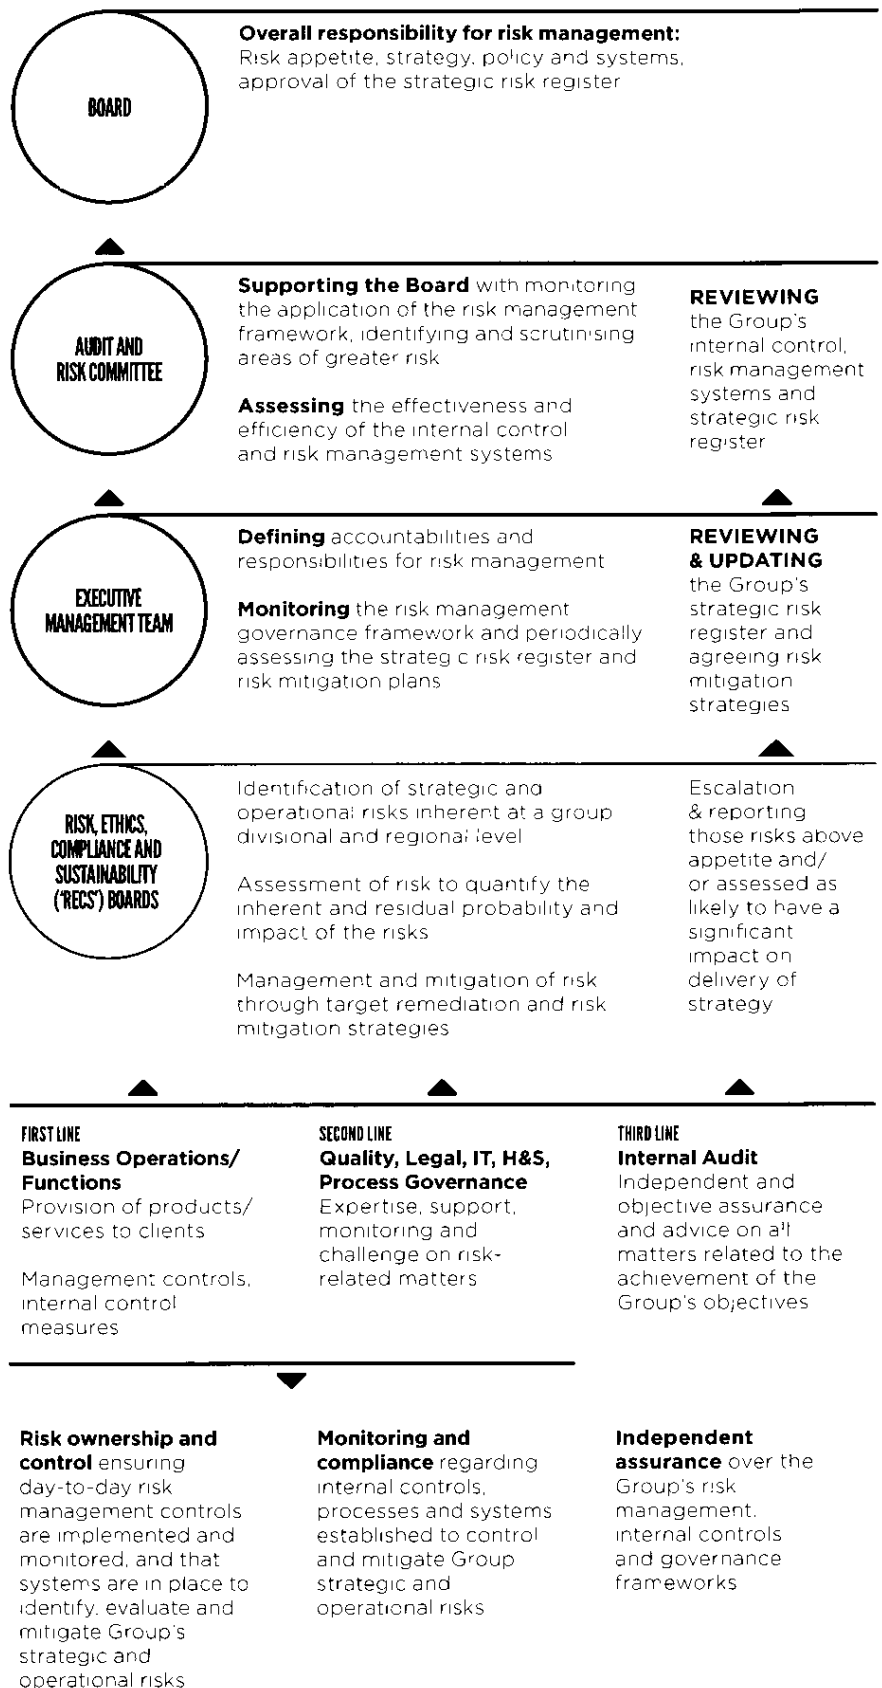 BOARD
Overall responsibility for risk management:
Risk appetite, strategy, policy and systems,
approval of the strategic risk register
AUDIT AND
RISK COMMITTEE
Supporting the Board with monitoring
the application of the risk management
framework, identifying and scrutinising
areas of greater risk
Assessing the effectiveness and
efficiency of the internal control
and risk management systems
REVIEWING
the Group's
internal control,
risk management
systems and
strategic risk
register
EXECUTIVE
MANAGEMENT TEAM
Defining accountabilities and
responsibilities for risk management
Monitoring the risk management
governance framework and periodically
assessing the strategic risk register and
risk mitigation plans
REVIEWING
& UPDATING
the Group's
strategic risk
register and
agreeing risk
mitigation
strategies
RISK, ETHICS,
COMPLIANCE AND
SUSTAINABILITY
('RECS') BOARDS
Identification of strategic and
operational risks inherent at a group
divisional and regional level
Assessment of risk to quantify the
inherent and residual probability and
impact of the risks
Management and mitigation of risk
through target remediation and risk
mitigation strategies
Escalation
& reporting
those risks above
appetite and/
or assessed as
likely to have a
significant
impact on
delivery of
strategy
FIRST LINE
Business Operations/
Functions
Provision of products/
services to clients
Management controls,
internal control
measures
SECOND LINE
Quality, Legal, IT, H&S,
Process Governance
Expertise, support,
monitoring and
challenge on risk-
related matters
THIRD LINE
Internal Audit
Independent and
objective assurance
and advice on all
matters related to the
achievement of the
Group's objectives
Risk ownership and
control ensuring
day-to-day risk
management controls
are implemented and
monitored, and that
systems are in place to
identify, evaluate and
mitigate Group's
strategic and
operational risks
Monitoring and
compliance regarding
internal controls,
processes and systems
established to control
and mitigate Group
strategic and
operational risks
Independent
assurance over the
Group's risk
management,
internal controls
and governance
frameworks